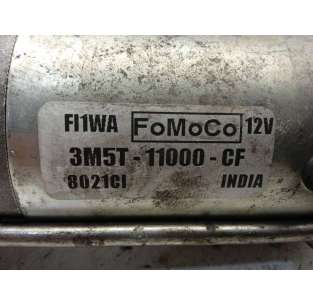 FI1WA FoMoCo 12V
3M5T - 11000 - CF
8021CI INDIA